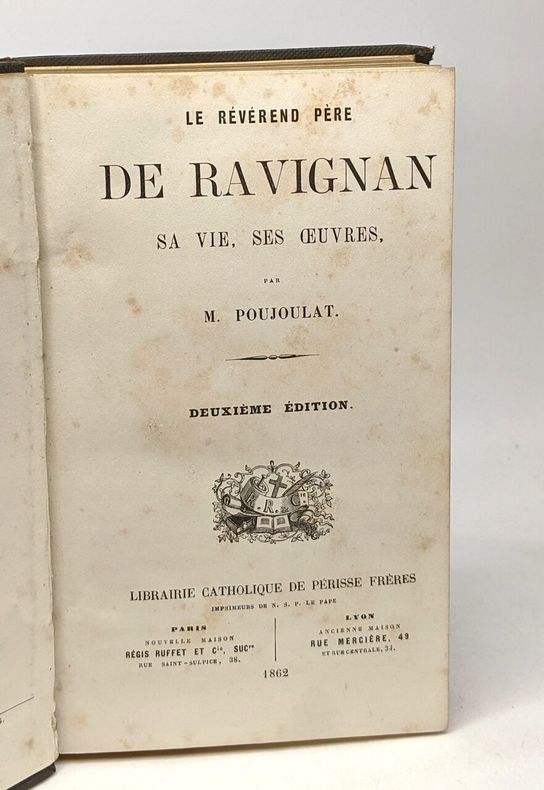 LE RÉVÉREND PÈRE
DE RAVIGNAN
SA VIE, SES ŒUVRES,
PAR
M. POUJOULAT.
DEUXIÈME ÉDITION.
LIBRAIRIE CATHOLIQUE DE PÉRISSE FRÈRES
IMPRIMEURS DE N. S. P. LE PAPE
PARIS
NOUVELLE MAISON
RÉGIS RUFFET ET Cie, SUCrs
RUE SAINT-SULPICE, 38.
LYON
ANCIENNE MAISON
RUE MERCIÈRE, 49
ET RUE CENTRALE, 34.
1862